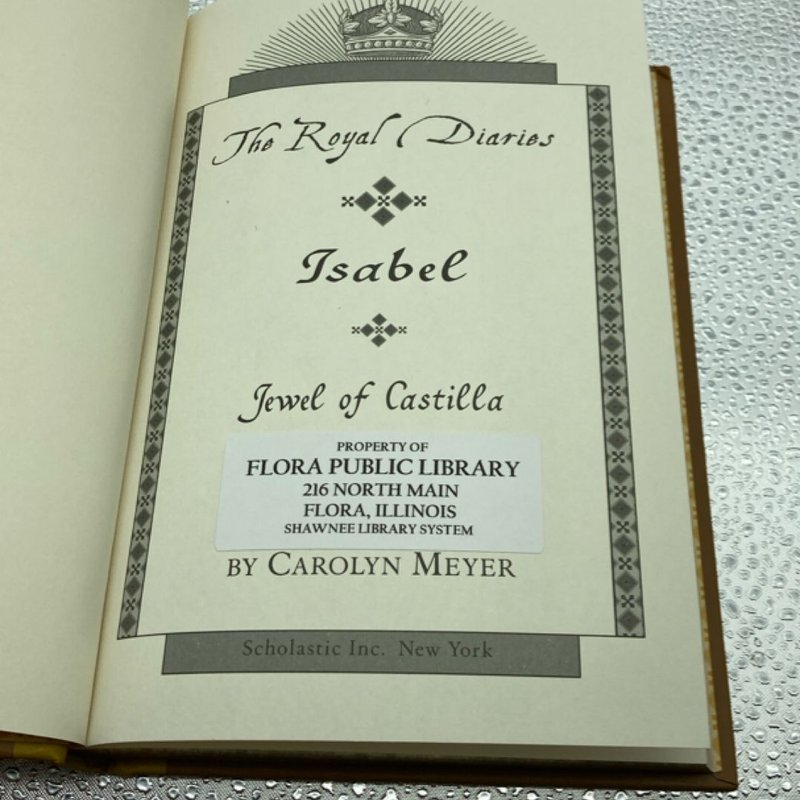 The Royal Diaries
Isabel
Jewel of Castilla
PROPERTY OF
FLORA PUBLIC LIBRARY
216 NORTH MAIN
FLORA, ILLINOIS
SHAWNEE LIBRARY SYSTEM
BY CAROLYN MEYER
Scholastic Inc. New York